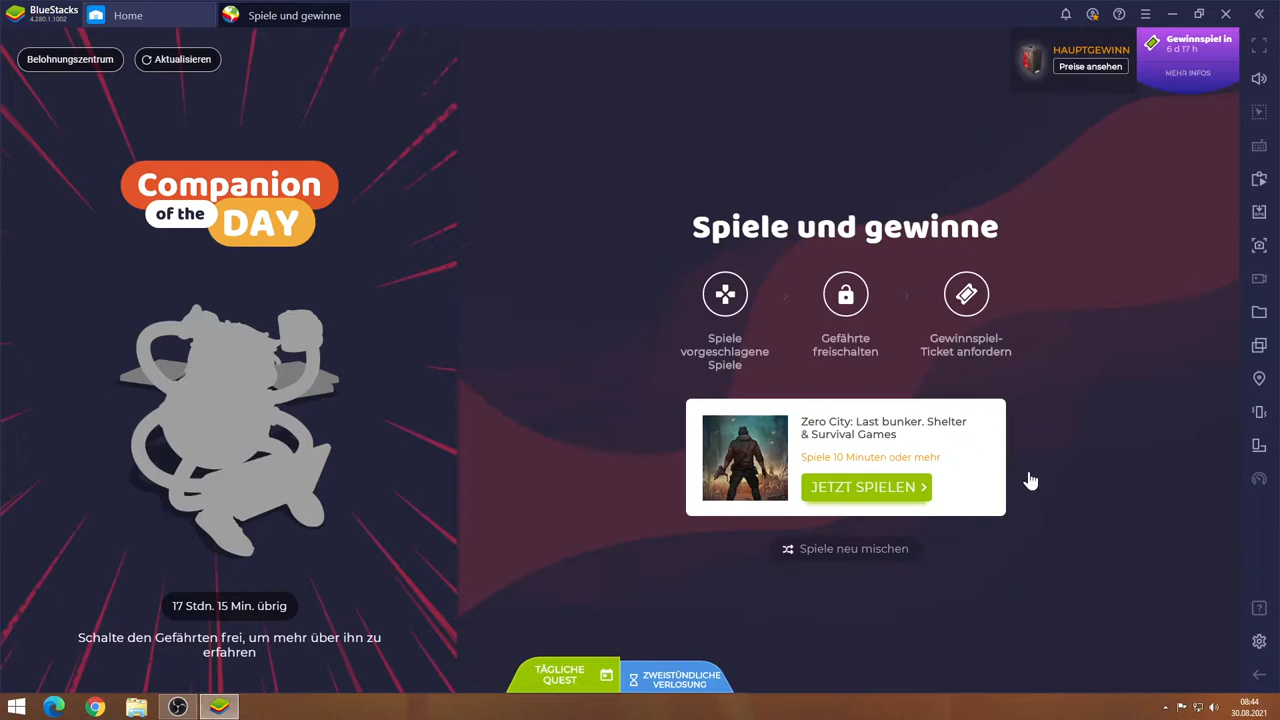 BlueStacks
4.280.1.1002
Home
Spiele und gewinne
Belohnungszentrum
Aktualisieren
HAUPTGEWINN
Preise ansehen
Gewinnspiel in
6 d 17 h
MEHR INFOS
Companion
of the
DAY
17 Stdn. 15 Min. übrig
Schalte den Gefährten frei, um mehr über ihn zu
erfahren
Spiele und gewinne
Spiele
vorgeschlagene
Spiele
Gefährte
freischalten
Gewinnspiel-
Ticket anfordern
Zero City: Last bunker. Shelter
& Survival Games
Spiele 10 Minuten oder mehr
JETZT SPIELEN
Spiele neu mischen
TÄGLICHE
QUEST
ZWEISTÜNDLICHE
VERLOSUNG
08:44
30.08.2021